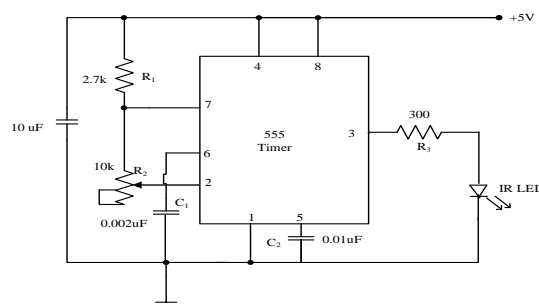 +5V
4 8
2.7k R₁
7
300
10 uF
555
3
Timer
R₃
6
10k R₂
2
IR LED
C₁
0.002uF
1 5
C₂ 0.01uF